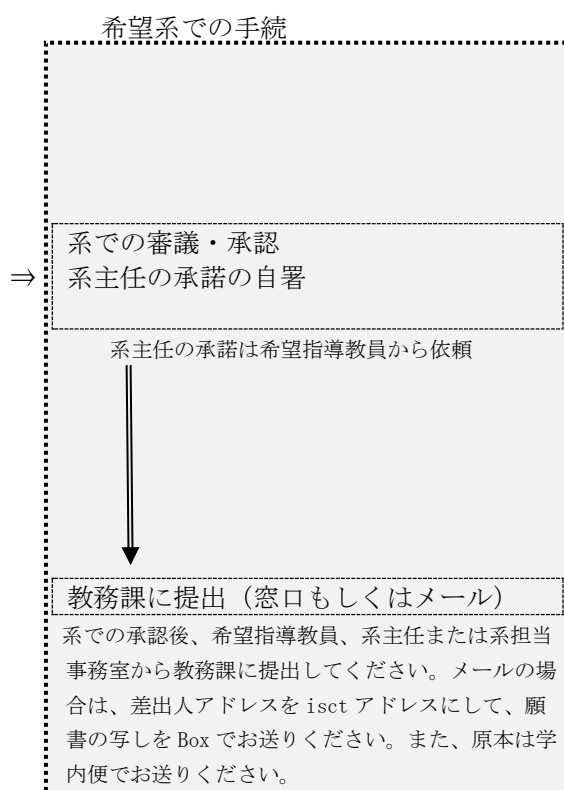 希望系での手続
系での審議・承認
⇒
系主任の承諾の自署
系主任の承諾は希望指導教員から依頼
教務課に提出（窓口もしくはメール）
系での承認後、希望指導教員、系主任または系担当
事務室から教務課に提出してください。メールの場
合は、差出人アドレスを isct アドレスにして、願
書の写しを Box でお送りください。また、原本は学
内便でお送りください。